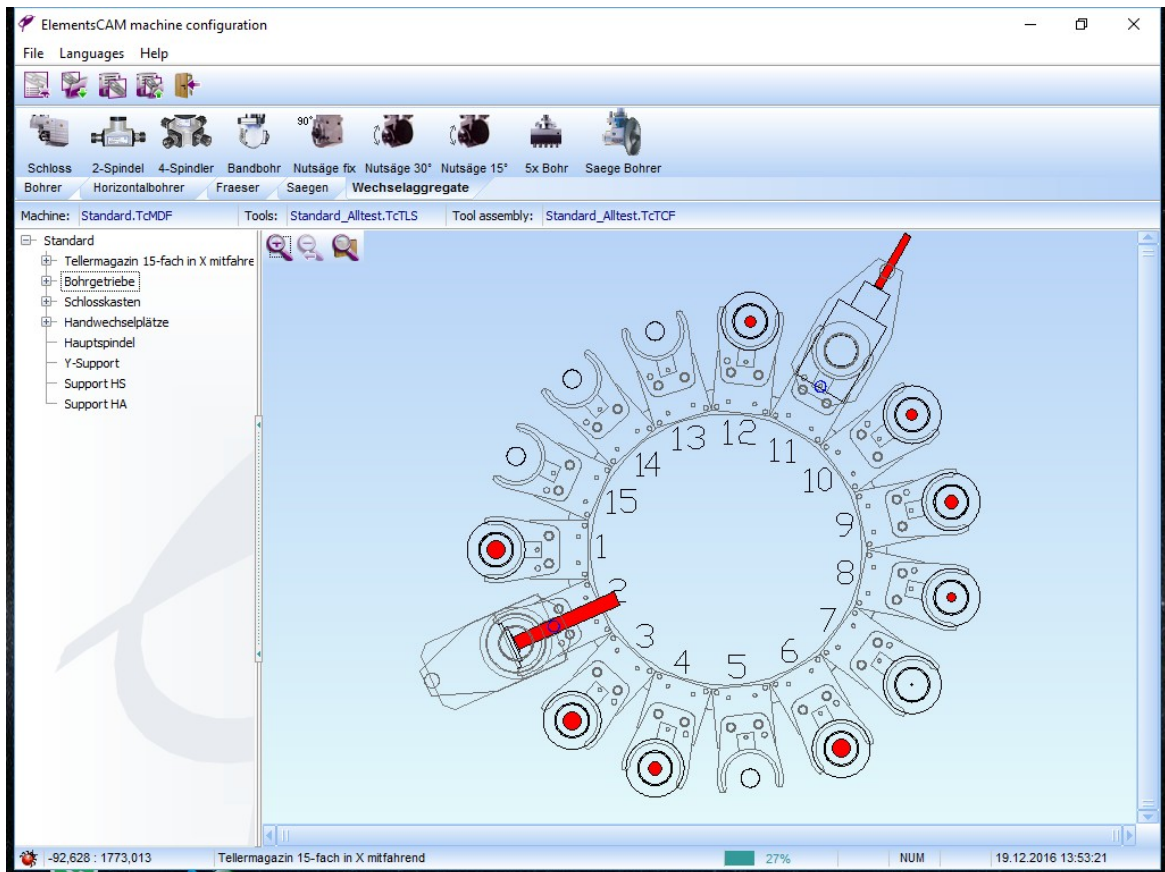 ElementsCAM machine configuration
File Languages Help
90°
Schloss 2-Spindel 4-Spindler Bandbohr Nutsäge fix Nutsäge 30° Nutsäge 15° 5x Bohr Saege Bohrer
Bohrer Horizontalbohrer Fraeser Saegen Wechselaggregate
Machine: Standard.TcMDF Tools: Standard_Alltest.TcTLS Tool assembly: Standard_Alltest.TcTCF
Standard
Tellermagazin 15-fach in X mitfahre
Bohrgetriebe
Schlosskasten
Handwechselplätze
Hauptspindel
Y-Support
Support HS
Support HA
13 12 11
14 10
15 9
1 8
2 7
3 6
4 5
-92,628 : 1773,013 Tellermagazin 15-fach in X mitfahrend 27% NUM 19.12.2016 13:53:21